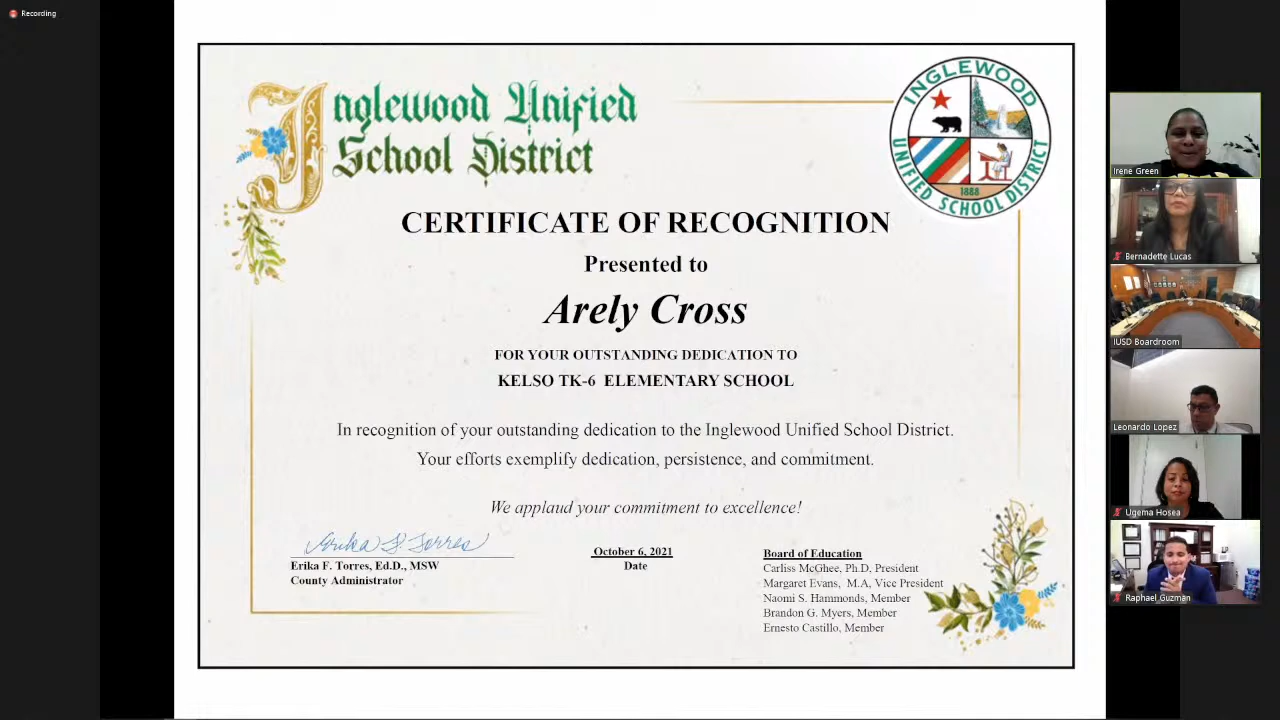 Recording
Inglewood Unified
School District
INGLEWOOD
UNIFIED SCHOOL DISTRICT
1888
CERTIFICATE OF RECOGNITION
Presented to
Arely Cross
FOR YOUR OUTSTANDING DEDICATION TO
KELSO TK-6 ELEMENTARY SCHOOL
In recognition of your outstanding dedication to the Inglewood Unified School District.
Your efforts exemplify dedication, persistence, and commitment.
We applaud your commitment to excellence!
Erika F. Torres
Erika F. Torres, Ed.D., MSW
County Administrator
October 6, 2021
Date
Board of Education
Carliss McGhee, Ph.D. President
Margaret Evans, M.A, Vice President
Naomi S. Hammonds, Member
Brandon G. Myers, Member
Ernesto Castillo, Member
Irene Green
Bernadette Lucas
IUSD Boardroom
Leonardo Lopez
Ugema Hosea
Raphael Guzman